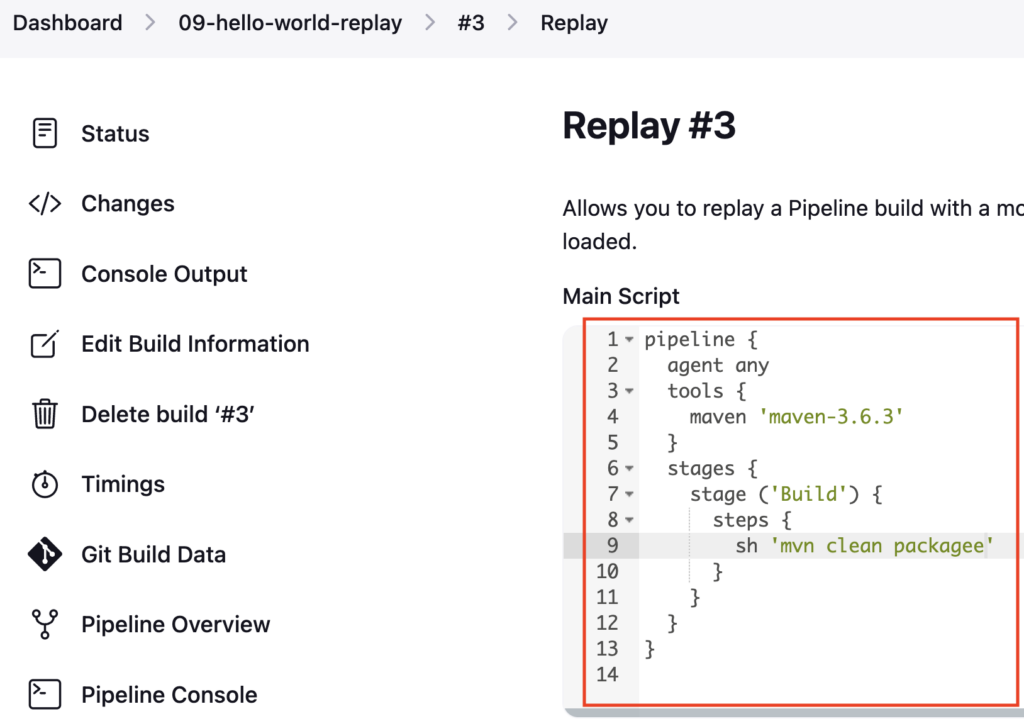 Dashboard > 09-hello-world-replay > #3 > Replay
Status
Changes
Console Output
Edit Build Information
Delete build ‘#3’
Timings
Git Build Data
Pipeline Overview
Pipeline Console
Replay #3
Allows you to replay a Pipeline build with a
loaded.
Main Script
1 pipeline {
2   agent any
3   tools {
4     maven 'maven-3.6.3'
5   }
6   stages {
7     stage ('Build') {
8       steps {
9         sh 'mvn clean packagee'
10       }
11     }
12   }
13 }
14